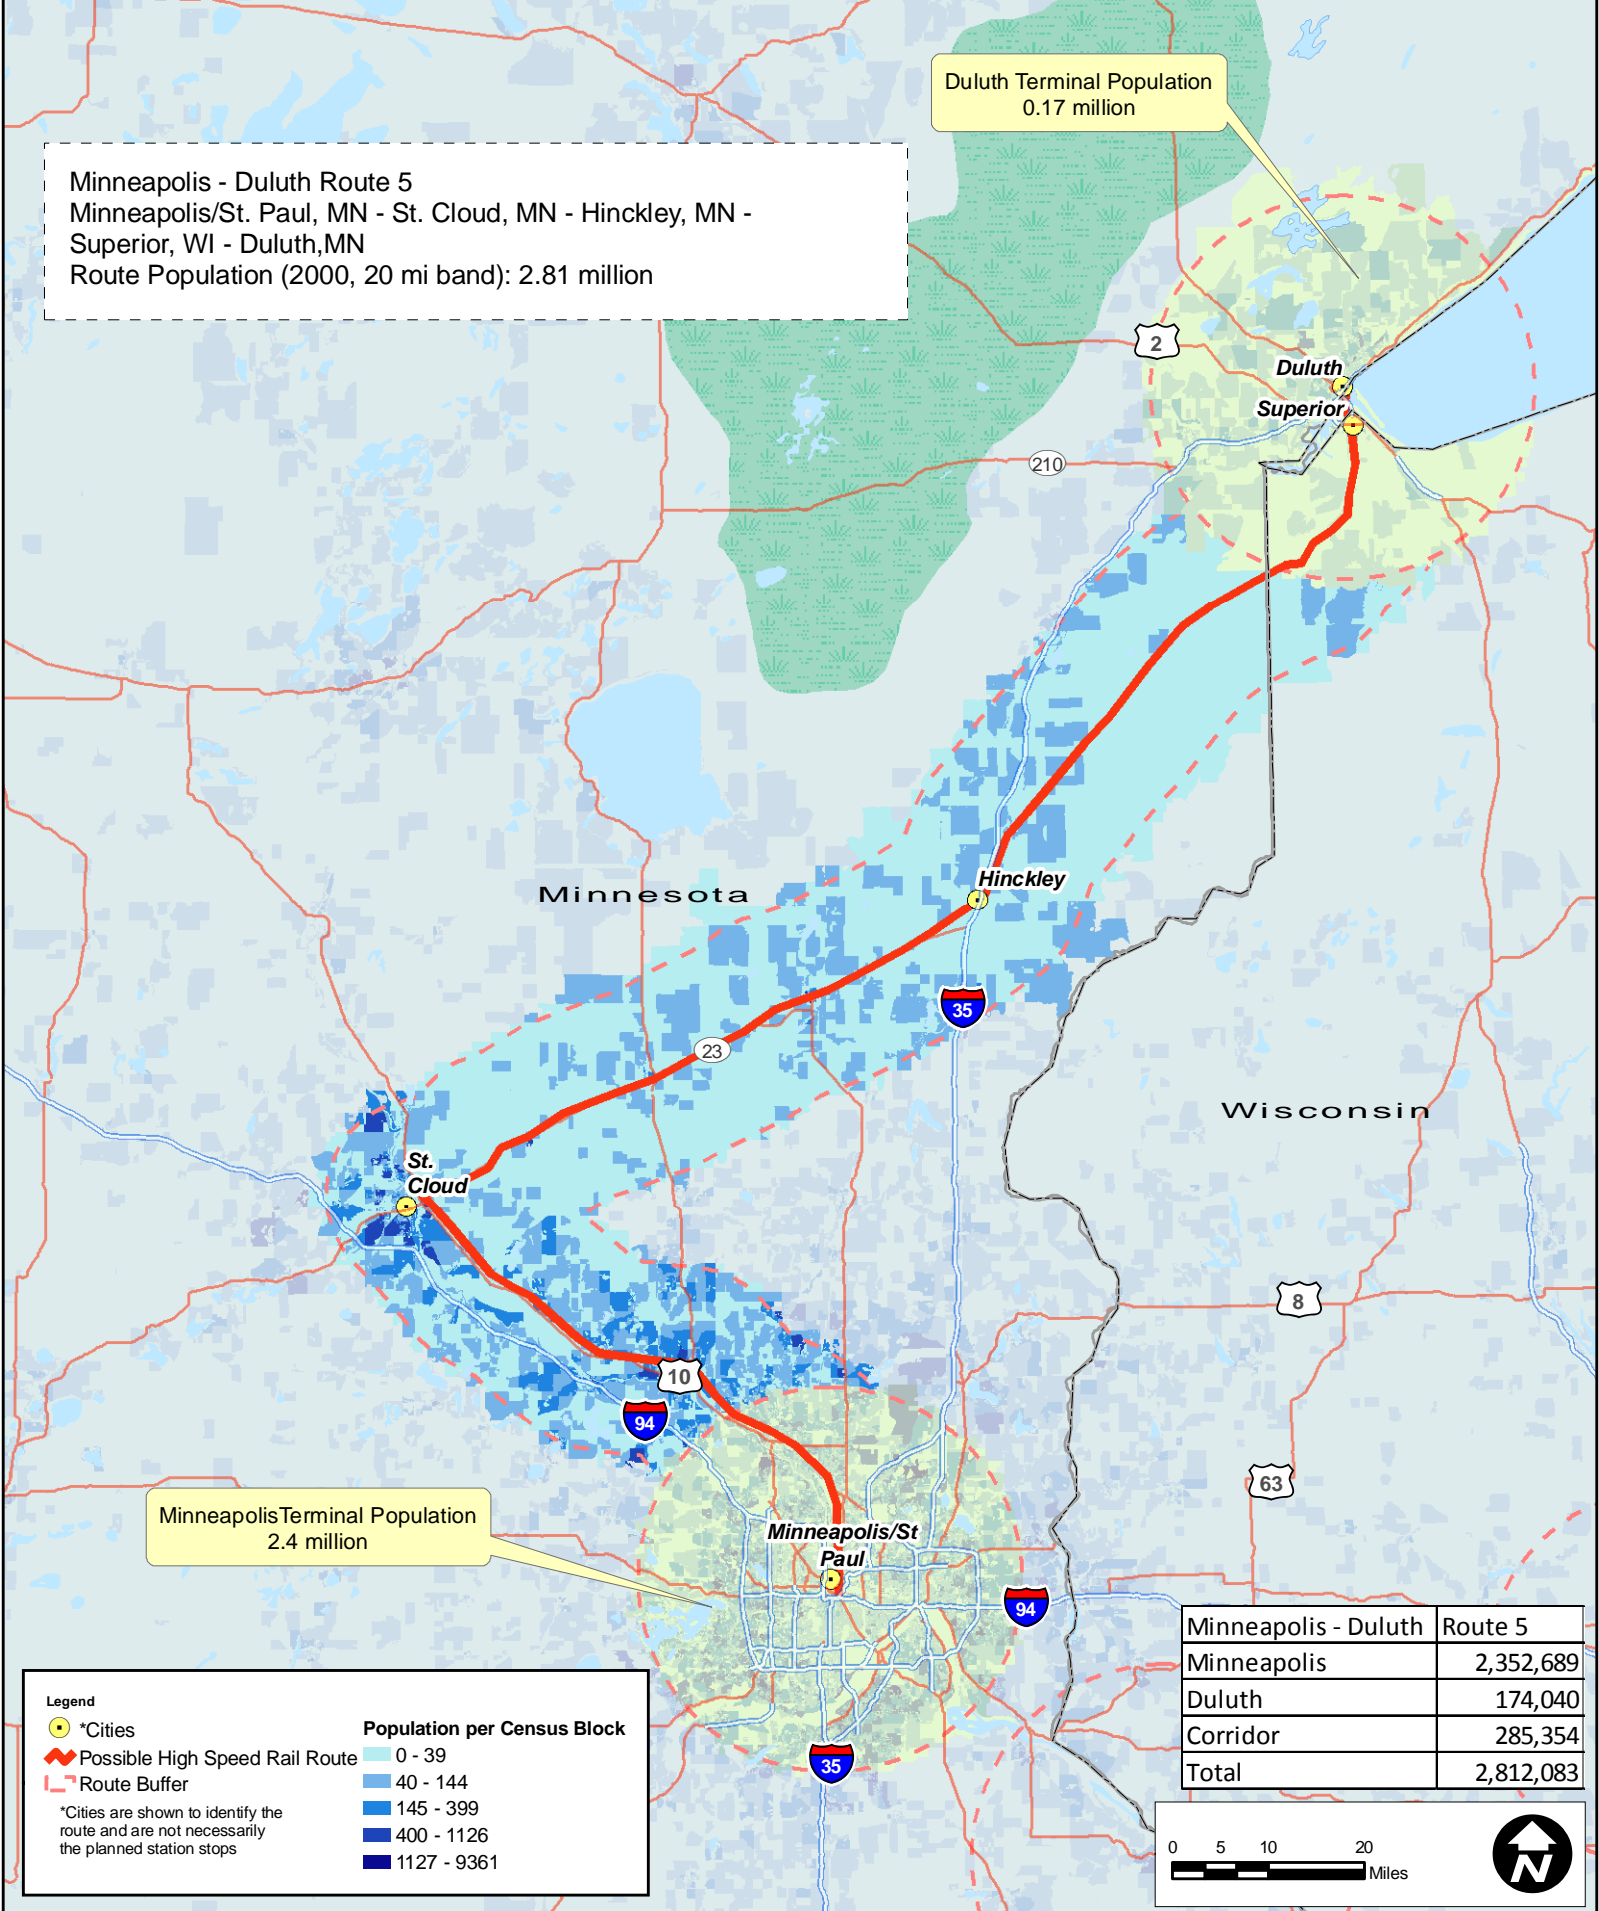 Duluth Terminal Population
0.17 million
Minneapolis - Duluth Route 5
Minneapolis/St. Paul, MN - St. Cloud, MN - Hinckley, MN -
Superior, WI - Duluth,MN
Route Population (2000, 20 mi band): 2.81 million
2
Duluth
Superior
210
Hinckley
Minnesota
35
23
Wisconsin
St.
Cloud
8
10
94
63
MinneapolisTerminal Population
2.4 million
Minneapolis/St
Paul
94
35
Minneapolis - Duluth Route 5
Minneapolis 2,352,689
Duluth 174,040
Corridor 285,354
Total 2,812,083
Legend
*Cities
Possible High Speed Rail Route
Route Buffer
*Cities are shown to identify the
route and are not necessarily
the planned station stops
Population per Census Block
0 - 39
40 - 144
145 - 399
400 - 1126
1127 - 9361
0 5 10 20
Miles
N